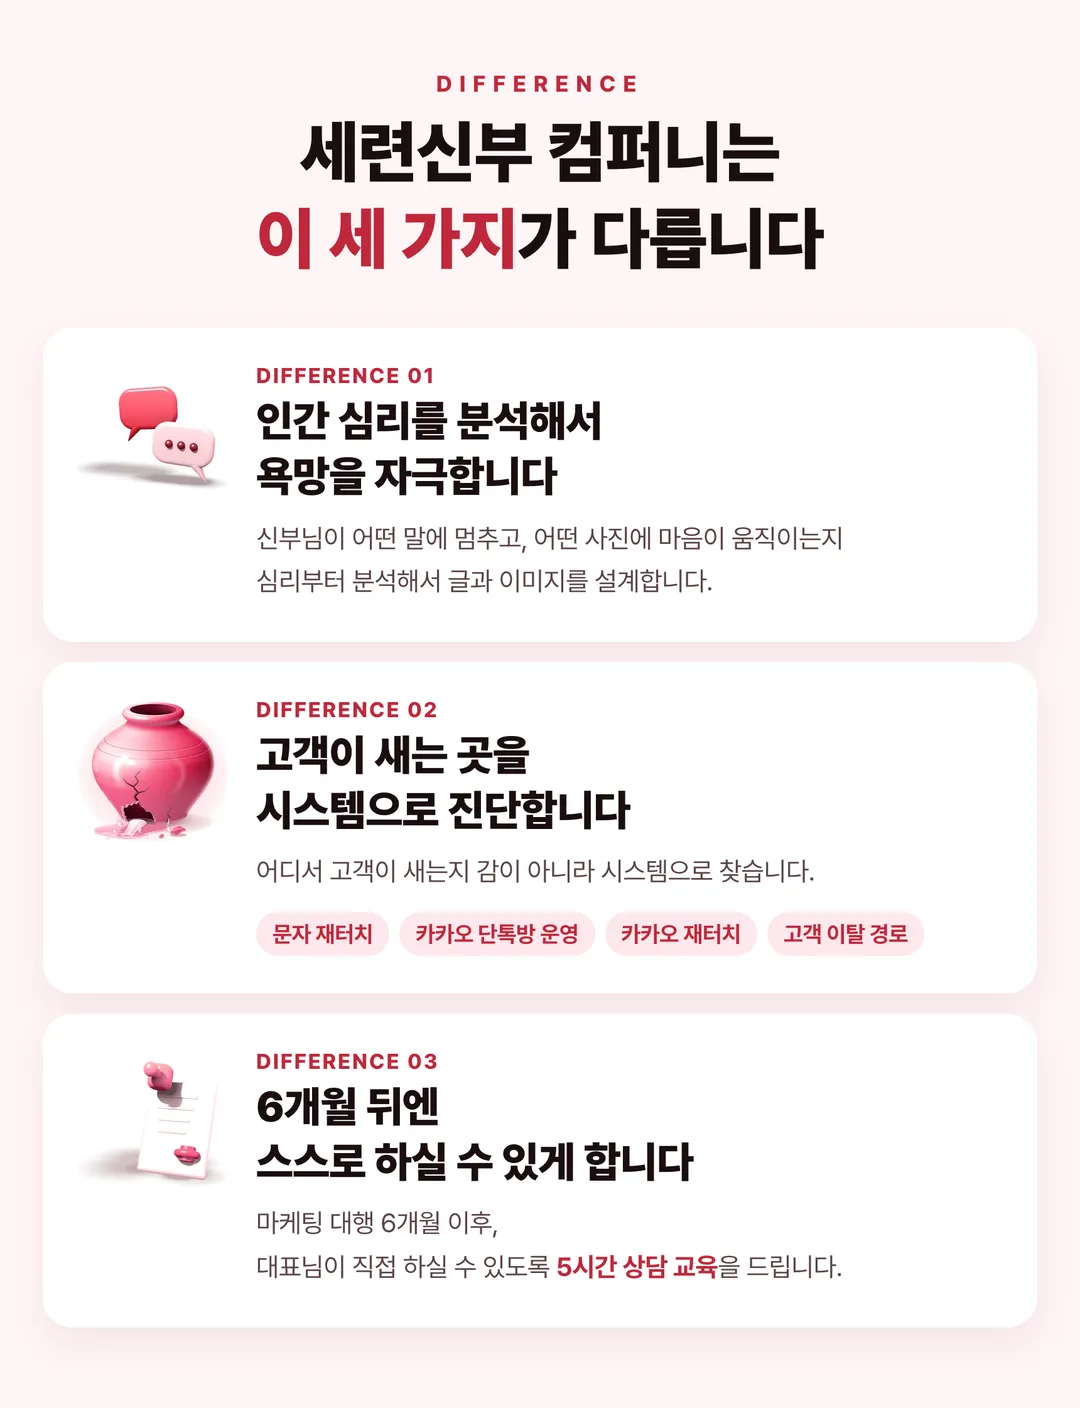 DIFFERENCE
세련신부 컴퍼니는
이 세 가지가 다릅니다
DIFFERENCE 01
인간 심리를 분석해서
욕망을 자극합니다
신부님이 어떤 말에 멈추고, 어떤 사진에 마음이 움직이는지
심리부터 분석해서 글과 이미지를 설계합니다.
DIFFERENCE 02
고객이 새는 곳을
시스템으로 진단합니다
어디서 고객이 새는지 감이 아니라 시스템으로 찾습니다.
문자 재터치 카카오 단톡방 운영 카카오 재터치 고객 이탈 경로
DIFFERENCE 03
6개월 뒤엔
스스로 하실 수 있게 합니다
마케팅 대행 6개월 이후,
대표님이 직접 하실 수 있도록 5시간 상담 교육을 드립니다.